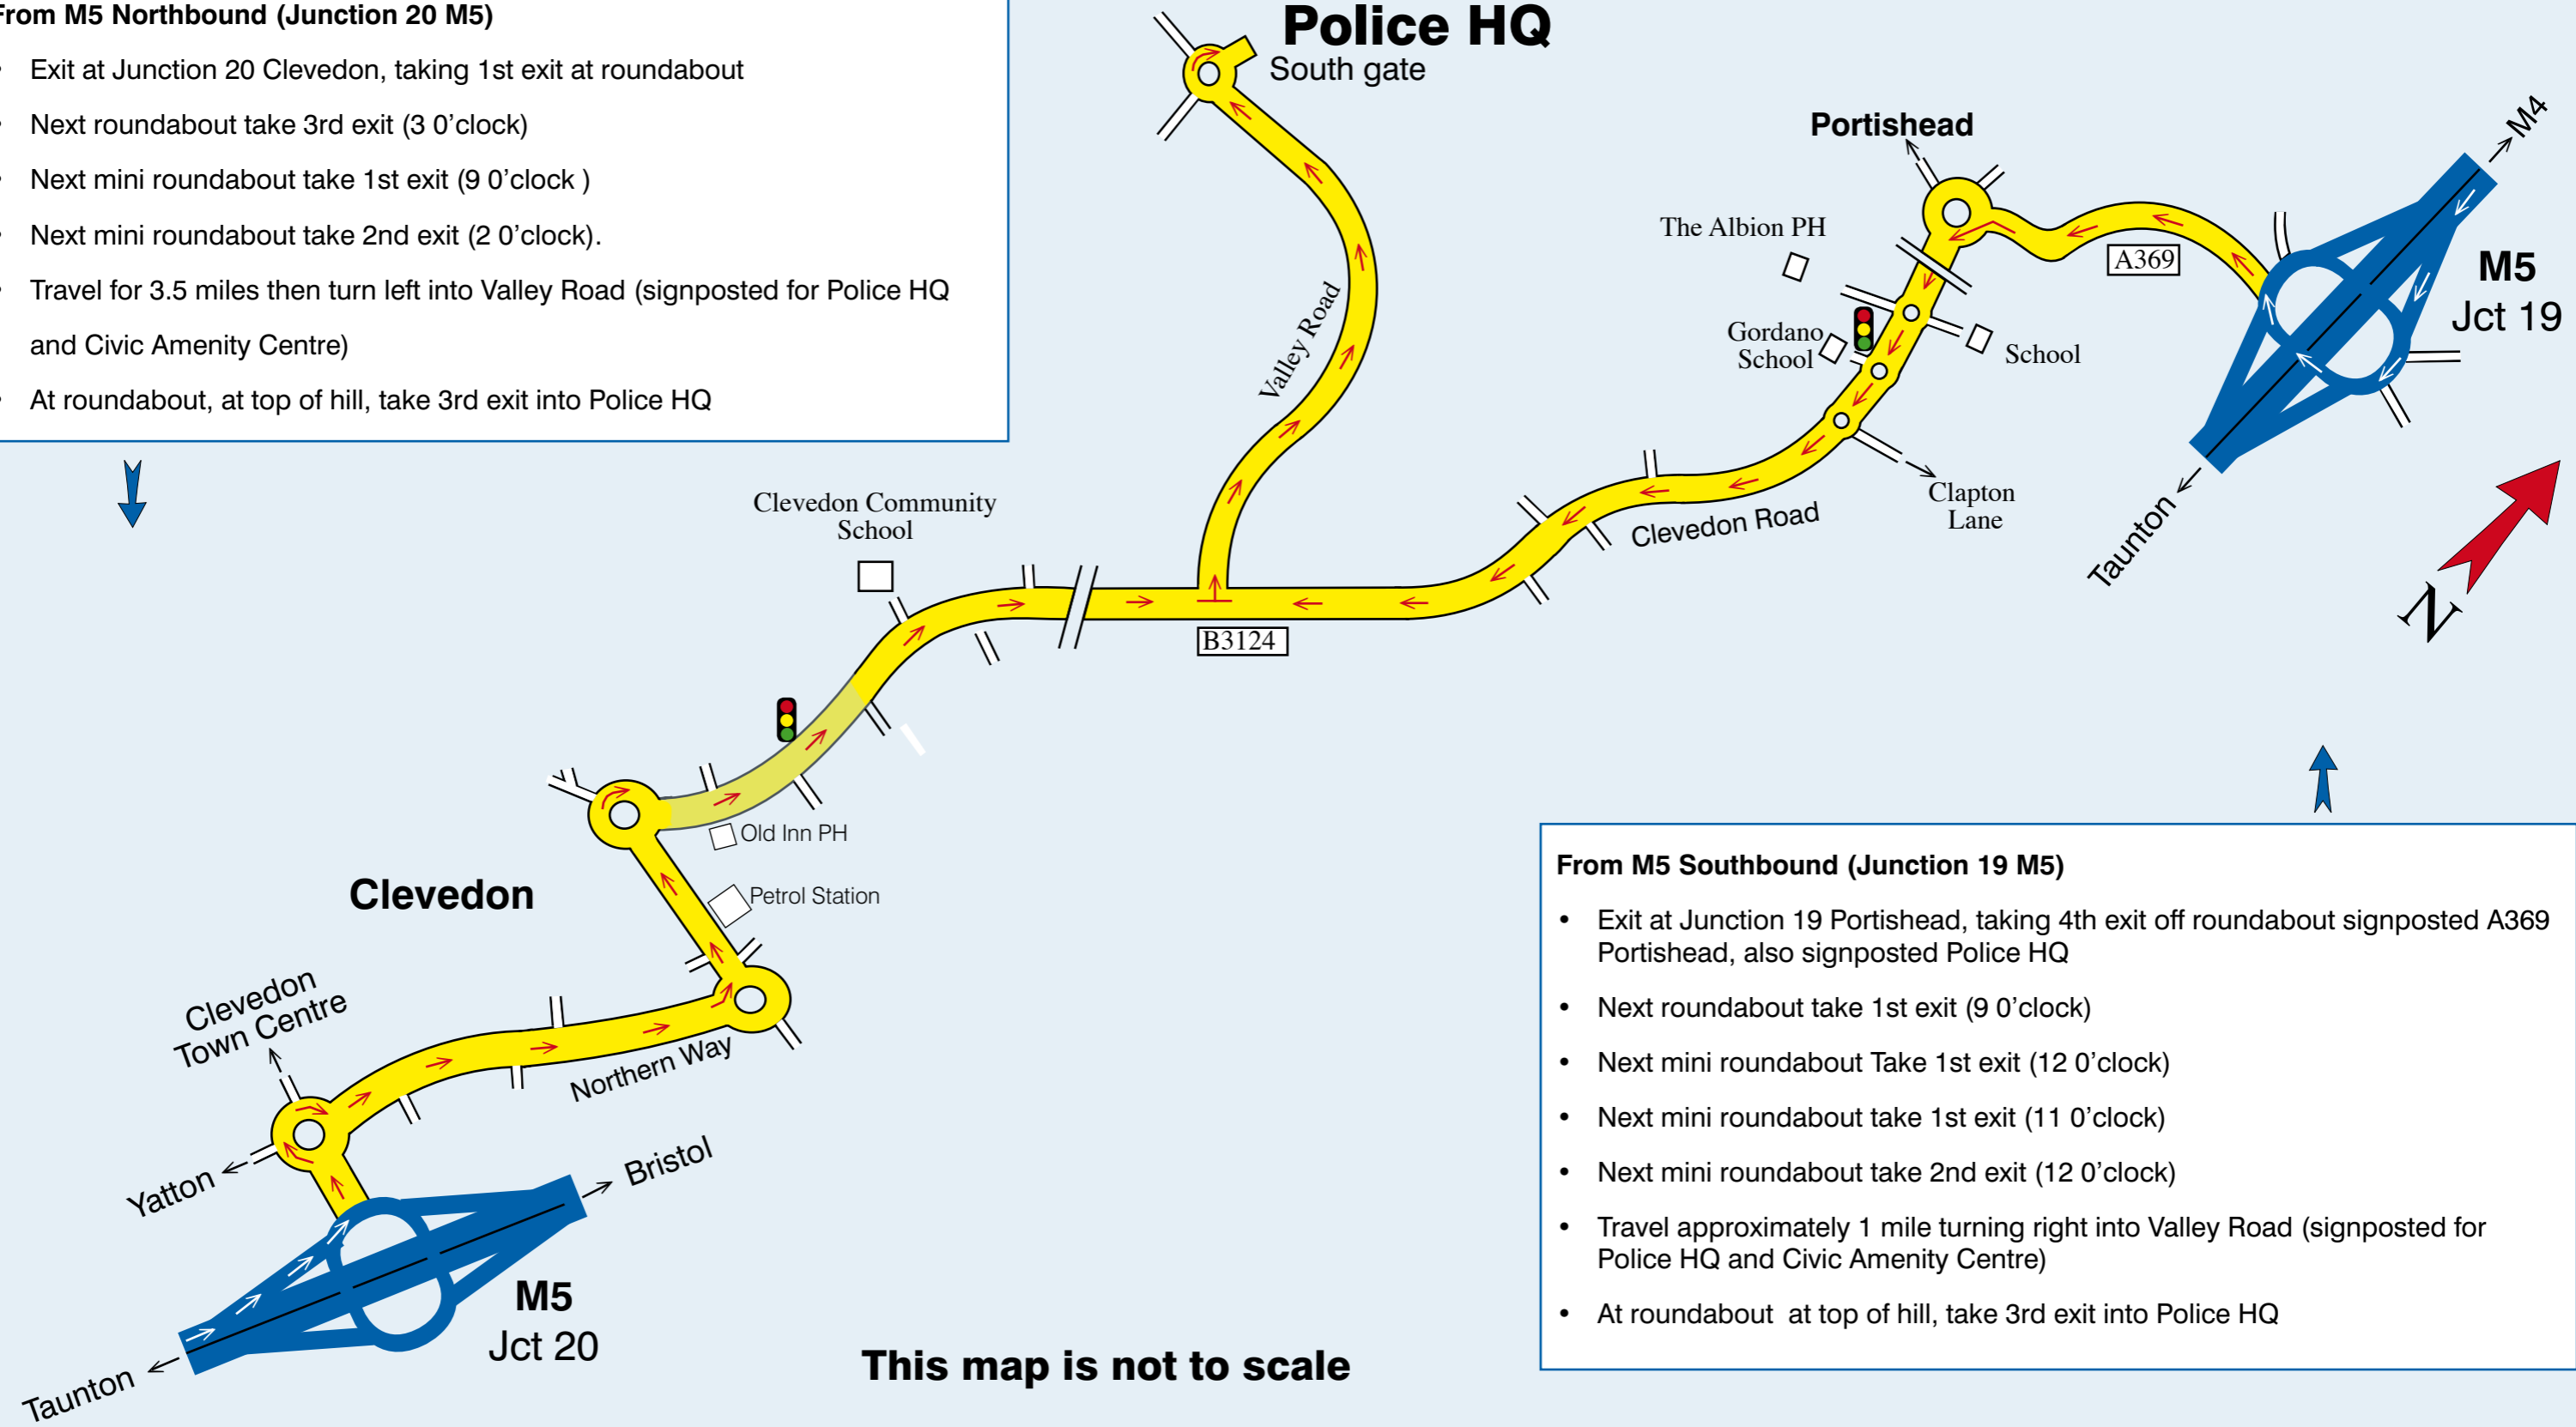 From M5 Northbound (Junction 20 M5)
• Exit at Junction 20 Clevedon, taking 1st exit at roundabout
• Next roundabout take 3rd exit (3 0’clock)
• Next mini roundabout take 1st exit (9 0’clock )
• Next mini roundabout take 2nd exit (2 0’clock).
• Travel for 3.5 miles then turn left into Valley Road (signposted for Police HQ
and Civic Amenity Centre)
• At roundabout, at top of hill, take 3rd exit into Police HQ
Police HQ
South gate
Portishead
M4
The Albion PH
A369
M5
Jct 19
Gordano
School
School
Valley Road
Clapton
Lane
Clevedon Road
Taunton
N
Clevedon Community
School
B3124
Old Inn PH
Petrol Station
Clevedon
Clevedon
Town Centre
Northern Way
Yatton
Bristol
M5
Jct 20
Taunton
This map is not to scale
From M5 Southbound (Junction 19 M5)
• Exit at Junction 19 Portishead, taking 4th exit off roundabout signposted A369
Portishead, also signposted Police HQ
• Next roundabout take 1st exit (9 0’clock)
• Next mini roundabout Take 1st exit (12 0’clock)
• Next mini roundabout take 1st exit (11 0’clock)
• Next mini roundabout take 2nd exit (12 0’clock)
• Travel approximately 1 mile turning right into Valley Road (signposted for
Police HQ and Civic Amenity Centre)
• At roundabout  at top of hill, take 3rd exit into Police HQ